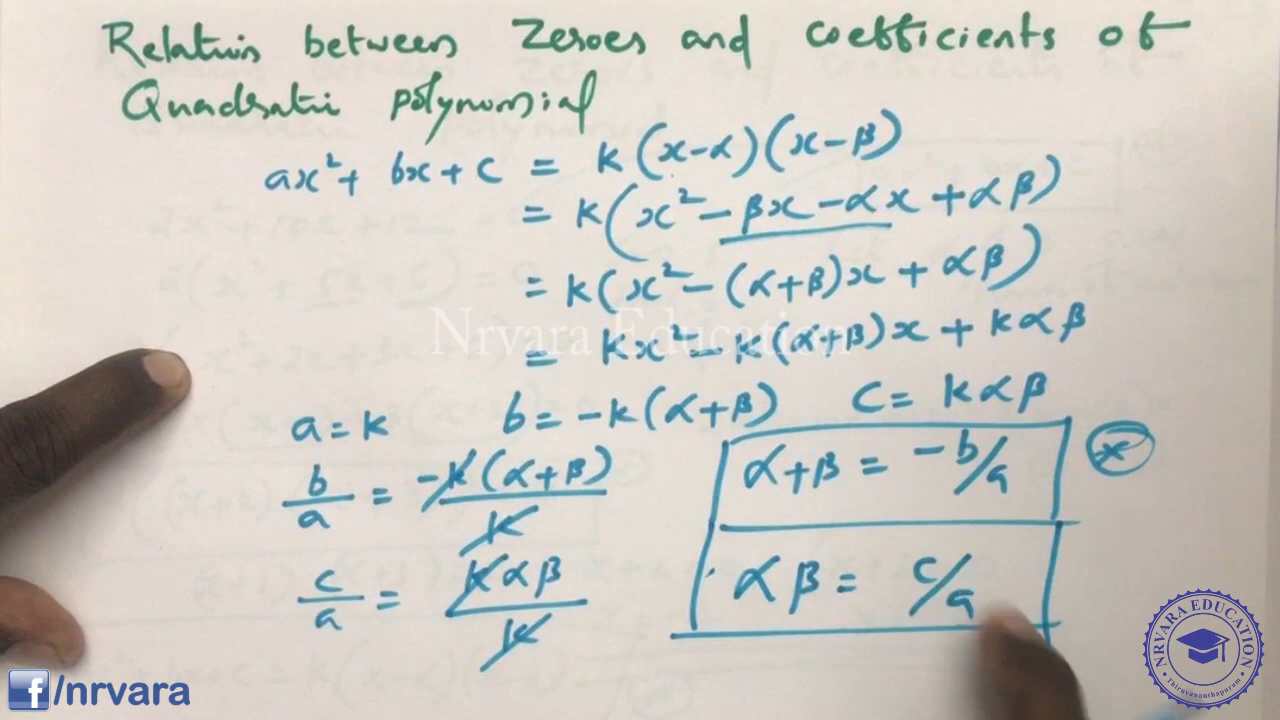 Relation between Zeroes and coefficients of
Quadratic polynomial
ax² + bx + c = k(x-α)(x-β)
= k(x² - βx - αx + αβ)
= k(x² - (α+β)x + αβ)
= kx² - k(α+β)x + kαβ
Nrvara Education
a = k b = -k(α+β) c = kαβ
b/a = -k(α+β)/k
α+β = -b/a
c/a = kαβ/k
αβ = c/a
NRVARA EDUCATION
Thiruvananthapuram
f/nrvara